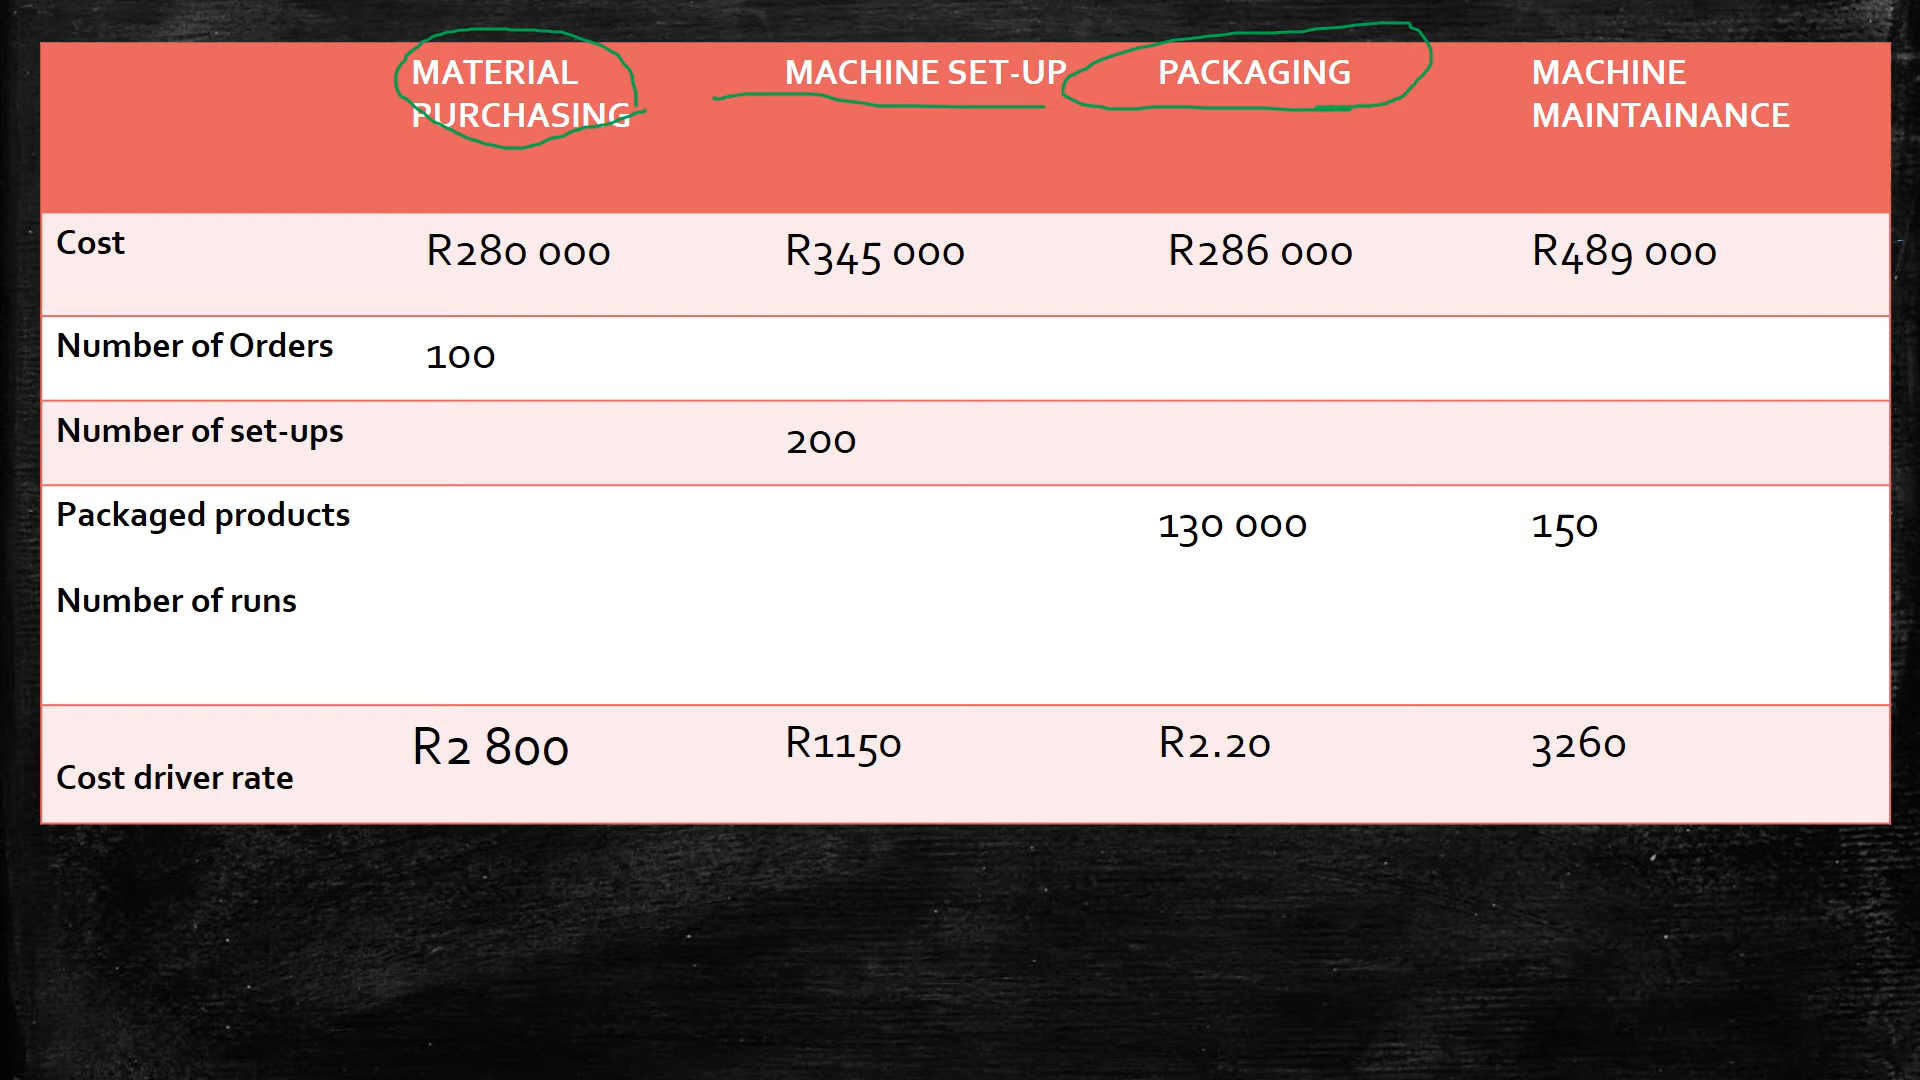 MATERIAL PURCHASING MACHINE SET-UP PACKAGING MACHINE MAINTAINANCE
Cost R280 000 R345 000 R286 000 R489 000
Number of Orders 100
Number of set-ups 200
Packaged products 130 000 150
Number of runs
Cost driver rate R2 800 R1150 R2.20 3260